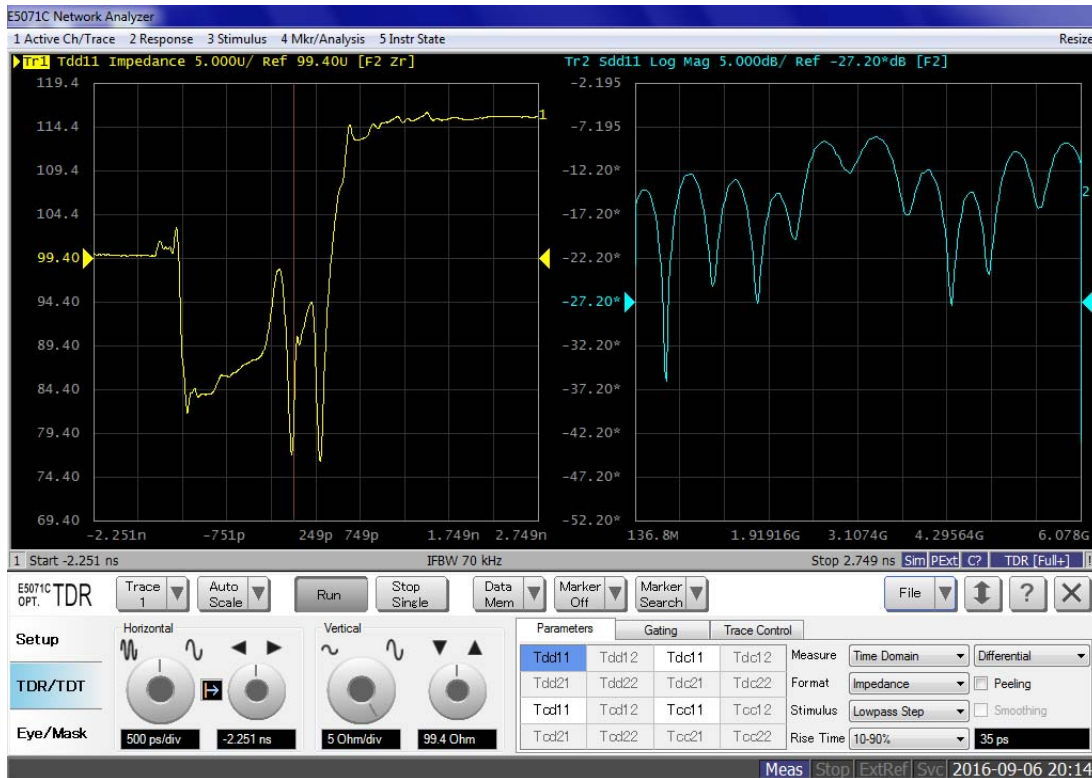 E5071C Network Analyzer
1 Active Ch/Trace 2 Response 3 Stimulus 4 Mkr/Analysis 5 Instr State Resize
Tr1 Tdd11 Impedance 5.000U/ Ref 99.40U [F2 Zr]
119.4
114.4
109.4
104.4
99.40
94.40
89.40
84.40
79.40
74.40
69.40
1
-2.251n -751p 249p 749p 1.749n 2.749n
Tr2 Sdd11 Log Mag 5.000dB/ Ref -27.20*dB [F2]
-2.195
-7.195
-12.20*
-17.20*
-22.20*
-27.20*
-32.20*
-37.20*
-42.20*
-47.20*
-52.20*
2
136.8M 1.91916G 3.1074G 4.29564G 6.078G
1 Start -2.251 ns IFBW 70 kHz Stop 2.749 ns Sim PExt C? TDR [Full+] !
E5071C OPT. TDR
Trace 1
Auto Scale
Run
Stop Single
Data Mem
Marker Off
Marker Search
File
?
Setup
TDR/TDT
Eye/Mask
Horizontal
500 ps/div -2.251 ns
Vertical
5 Ohm/div 99.4 Ohm
Parameters Gating Trace Control
Tdd11 Tdd12 Tdc11 Tdc12
Tdd21 Tdd22 Tdc21 Tdc22
Tcd11 Tcd12 Tcc11 Tcc12
Tcd21 Tcd22 Tcc21 Tcc22
Measure Time Domain Differential
Format Impedance Peeling
Stimulus Lowpass Step Smoothing
Rise Time 10-90% 35 ps
Meas Stop ExtRef Svc 2016-09-06 20:14